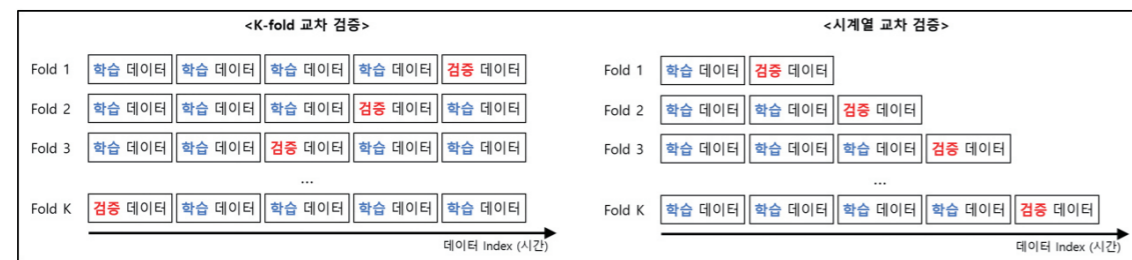 <K-fold 교차 검증>
Fold 1 학습 데이터 학습 데이터 학습 데이터 학습 데이터 검증 데이터
Fold 2 학습 데이터 학습 데이터 학습 데이터 검증 데이터 학습 데이터
Fold 3 학습 데이터 학습 데이터 검증 데이터 학습 데이터 학습 데이터
...
Fold K 검증 데이터 학습 데이터 학습 데이터 학습 데이터 학습 데이터
데이터 Index (시간)
<시계열 교차 검증>
Fold 1 학습 데이터 검증 데이터
Fold 2 학습 데이터 학습 데이터 검증 데이터
Fold 3 학습 데이터 학습 데이터 학습 데이터 검증 데이터
...
Fold K 학습 데이터 학습 데이터 학습 데이터 학습 데이터 검증 데이터
데이터 Index (시간)